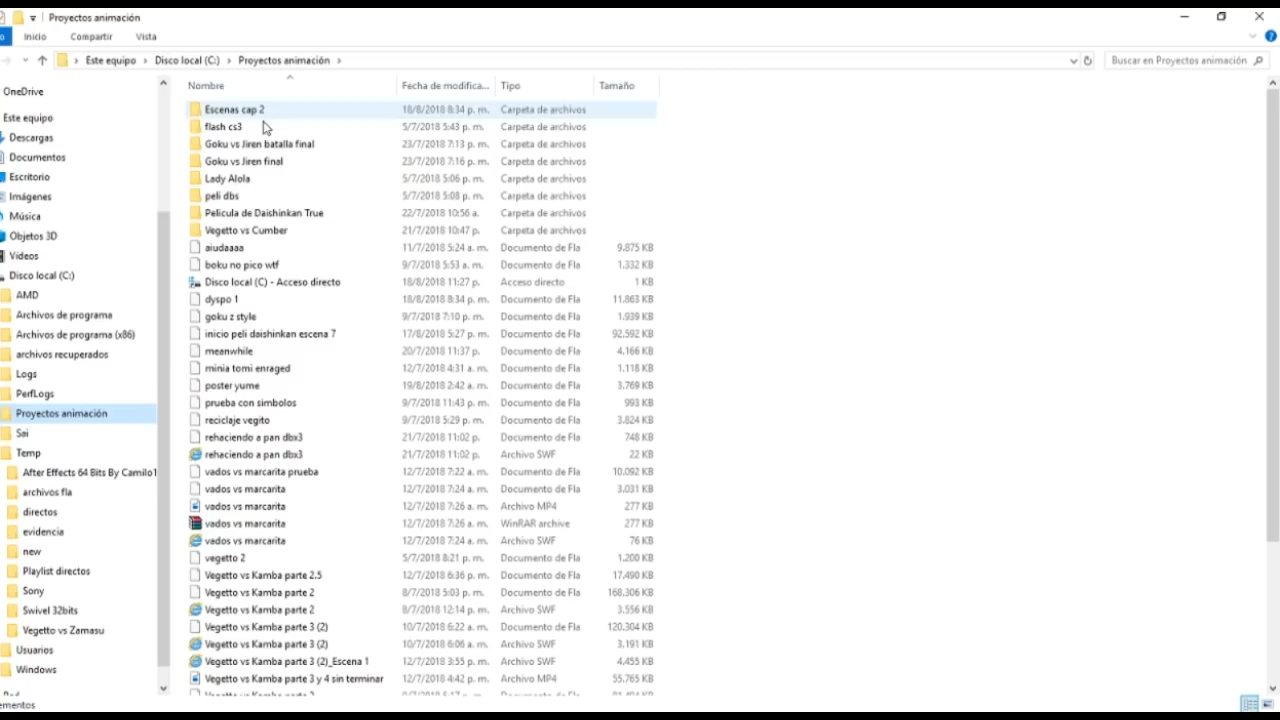 Proyectos animación
Inicio Compartir Vista
Este equipo > Disco local (C:) > Proyectos animación >
Buscar en Proyectos animación
OneDrive
Este equipo
Descargas
Documentos
Escritorio
Imágenes
Música
Objetos 3D
Vídeos
Disco local (C:)
AMD
Archivos de programa
Archivos de programa (x86)
archivos recuperados
Logs
PerfLogs
Proyectos animación
Sai
Temp
After Effects 64 Bits By Camilo1
archivos fla
directos
evidencia
new
Playlist directos
Sony
Swivel 32bits
Vegetto vs Zamasu
Usuarios
Windows
Nombre Fecha de modifica... Tipo Tamaño
Escenas cap 2 18/8/2018 8:34 p. m. Carpeta de archivos
flash cs3 5/7/2018 5:43 p. m. Carpeta de archivos
Goku vs Jiren batalla final 23/7/2018 7:13 p. m. Carpeta de archivos
Goku vs Jiren final 23/7/2018 7:16 p. m. Carpeta de archivos
Lady Alola 5/7/2018 5:06 p. m. Carpeta de archivos
peli dbs 5/7/2018 5:08 p. m. Carpeta de archivos
Pelicula de Daishinkan True 22/7/2018 10:56 a. Carpeta de archivos
Vegetto vs Cumber 21/7/2018 10:47 p. Carpeta de archivos
aiudaaaa 11/7/2018 5:24 a. m. Documento de Fla 9.875 KB
boku no pico wtf 9/7/2018 5:53 a. m. Documento de Fla 1.332 KB
Disco local (C) - Acceso directo 18/8/2018 11:27 p. Acceso directo 1 KB
dyspo 1 18/8/2018 8:34 p. m. Documento de Fla 11.863 KB
goku z style 9/7/2018 7:10 p. m. Documento de Fla 1.939 KB
inicio peli daishinkan escena 7 17/8/2018 5:27 p. m. Documento de Fla 92.592 KB
meanwhile 20/7/2018 11:37 p. Documento de Fla 4.166 KB
minia tomi enraged 12/7/2018 4:31 a. m. Documento de Fla 1.118 KB
poster yume 19/8/2018 2:42 a. m. Documento de Fla 3.769 KB
prueba con simbolos 9/7/2018 11:43 p. m. Documento de Fla 993 KB
reciclaje vegito 9/7/2018 5:29 p. m. Documento de Fla 3.824 KB
rehaciendo a pan dbx3 21/7/2018 11:02 p. Documento de Fla 748 KB
rehaciendo a pan dbx3 21/7/2018 11:02 p. Archivo SWF 22 KB
vados vs marcarita prueba 12/7/2018 7:22 a. m. Documento de Fla 10.092 KB
vados vs marcarita 12/7/2018 7:24 a. m. Documento de Fla 3.031 KB
vados vs marcarita 12/7/2018 7:26 a. m. Archivo MP4 277 KB
vados vs marcarita 12/7/2018 7:26 a. m. WinRAR archive 277 KB
vados vs marcarita 12/7/2018 7:24 a. m. Archivo SWF 76 KB
vegetto 2 5/7/2018 8:21 p. m. Documento de Fla 1.200 KB
Vegetto vs Kamba parte 2.5 12/7/2018 6:36 p. m. Documento de Fla 17.490 KB
Vegetto vs Kamba parte 2 8/7/2018 5:03 p. m. Documento de Fla 168.306 KB
Vegetto vs Kamba parte 2 8/7/2018 12:14 p. m. Archivo SWF 3.556 KB
Vegetto vs Kamba parte 3 (2) 10/7/2018 6:22 a. m. Documento de Fla 120.304 KB
Vegetto vs Kamba parte 3 (2) 10/7/2018 6:06 a. m. Archivo SWF 3.191 KB
Vegetto vs Kamba parte 3 (2)_Escena 1 12/7/2018 3:55 p. m. Archivo SWF 4.455 KB
Vegetto vs Kamba parte 3 y 4 sin terminar 12/7/2018 4:42 p. m. Archivo MP4 55.765 KB